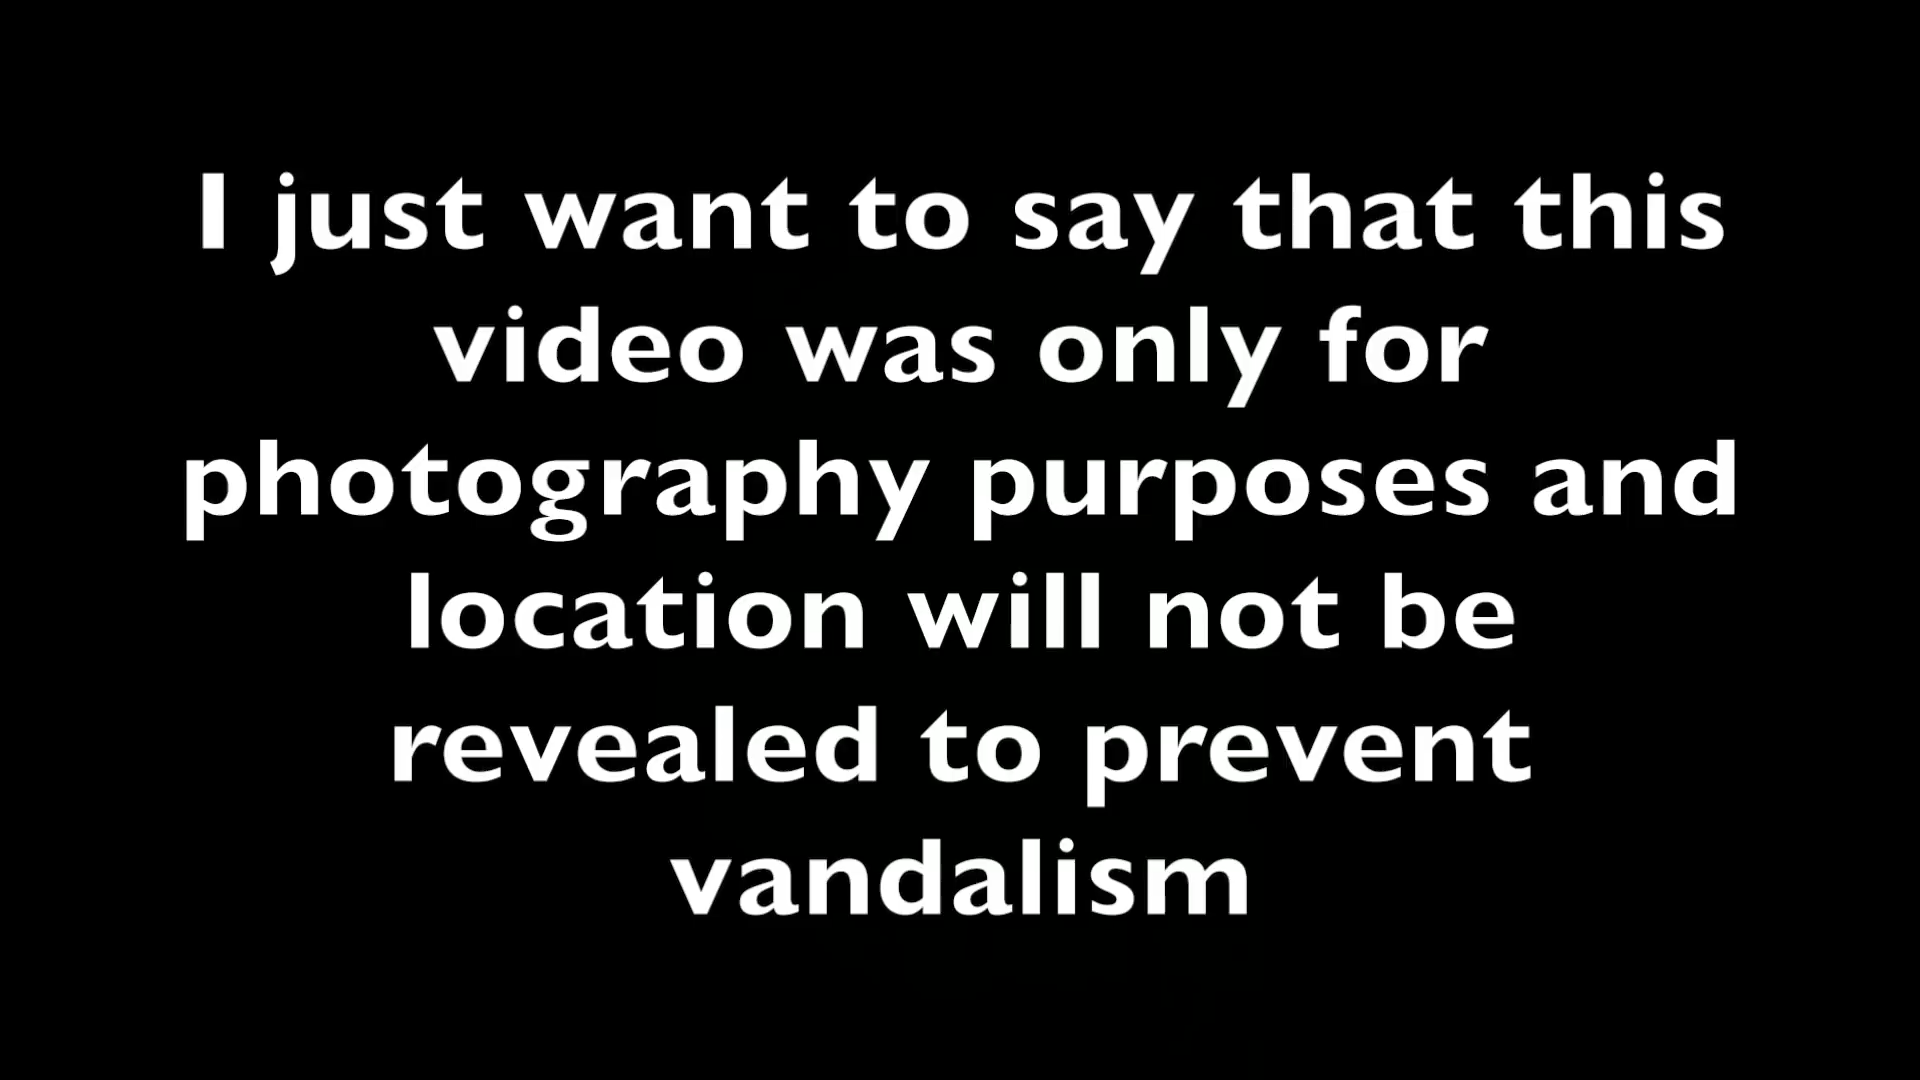 I just want to say that this
video was only for
photography purposes and
location will not be
revealed to prevent
vandalism